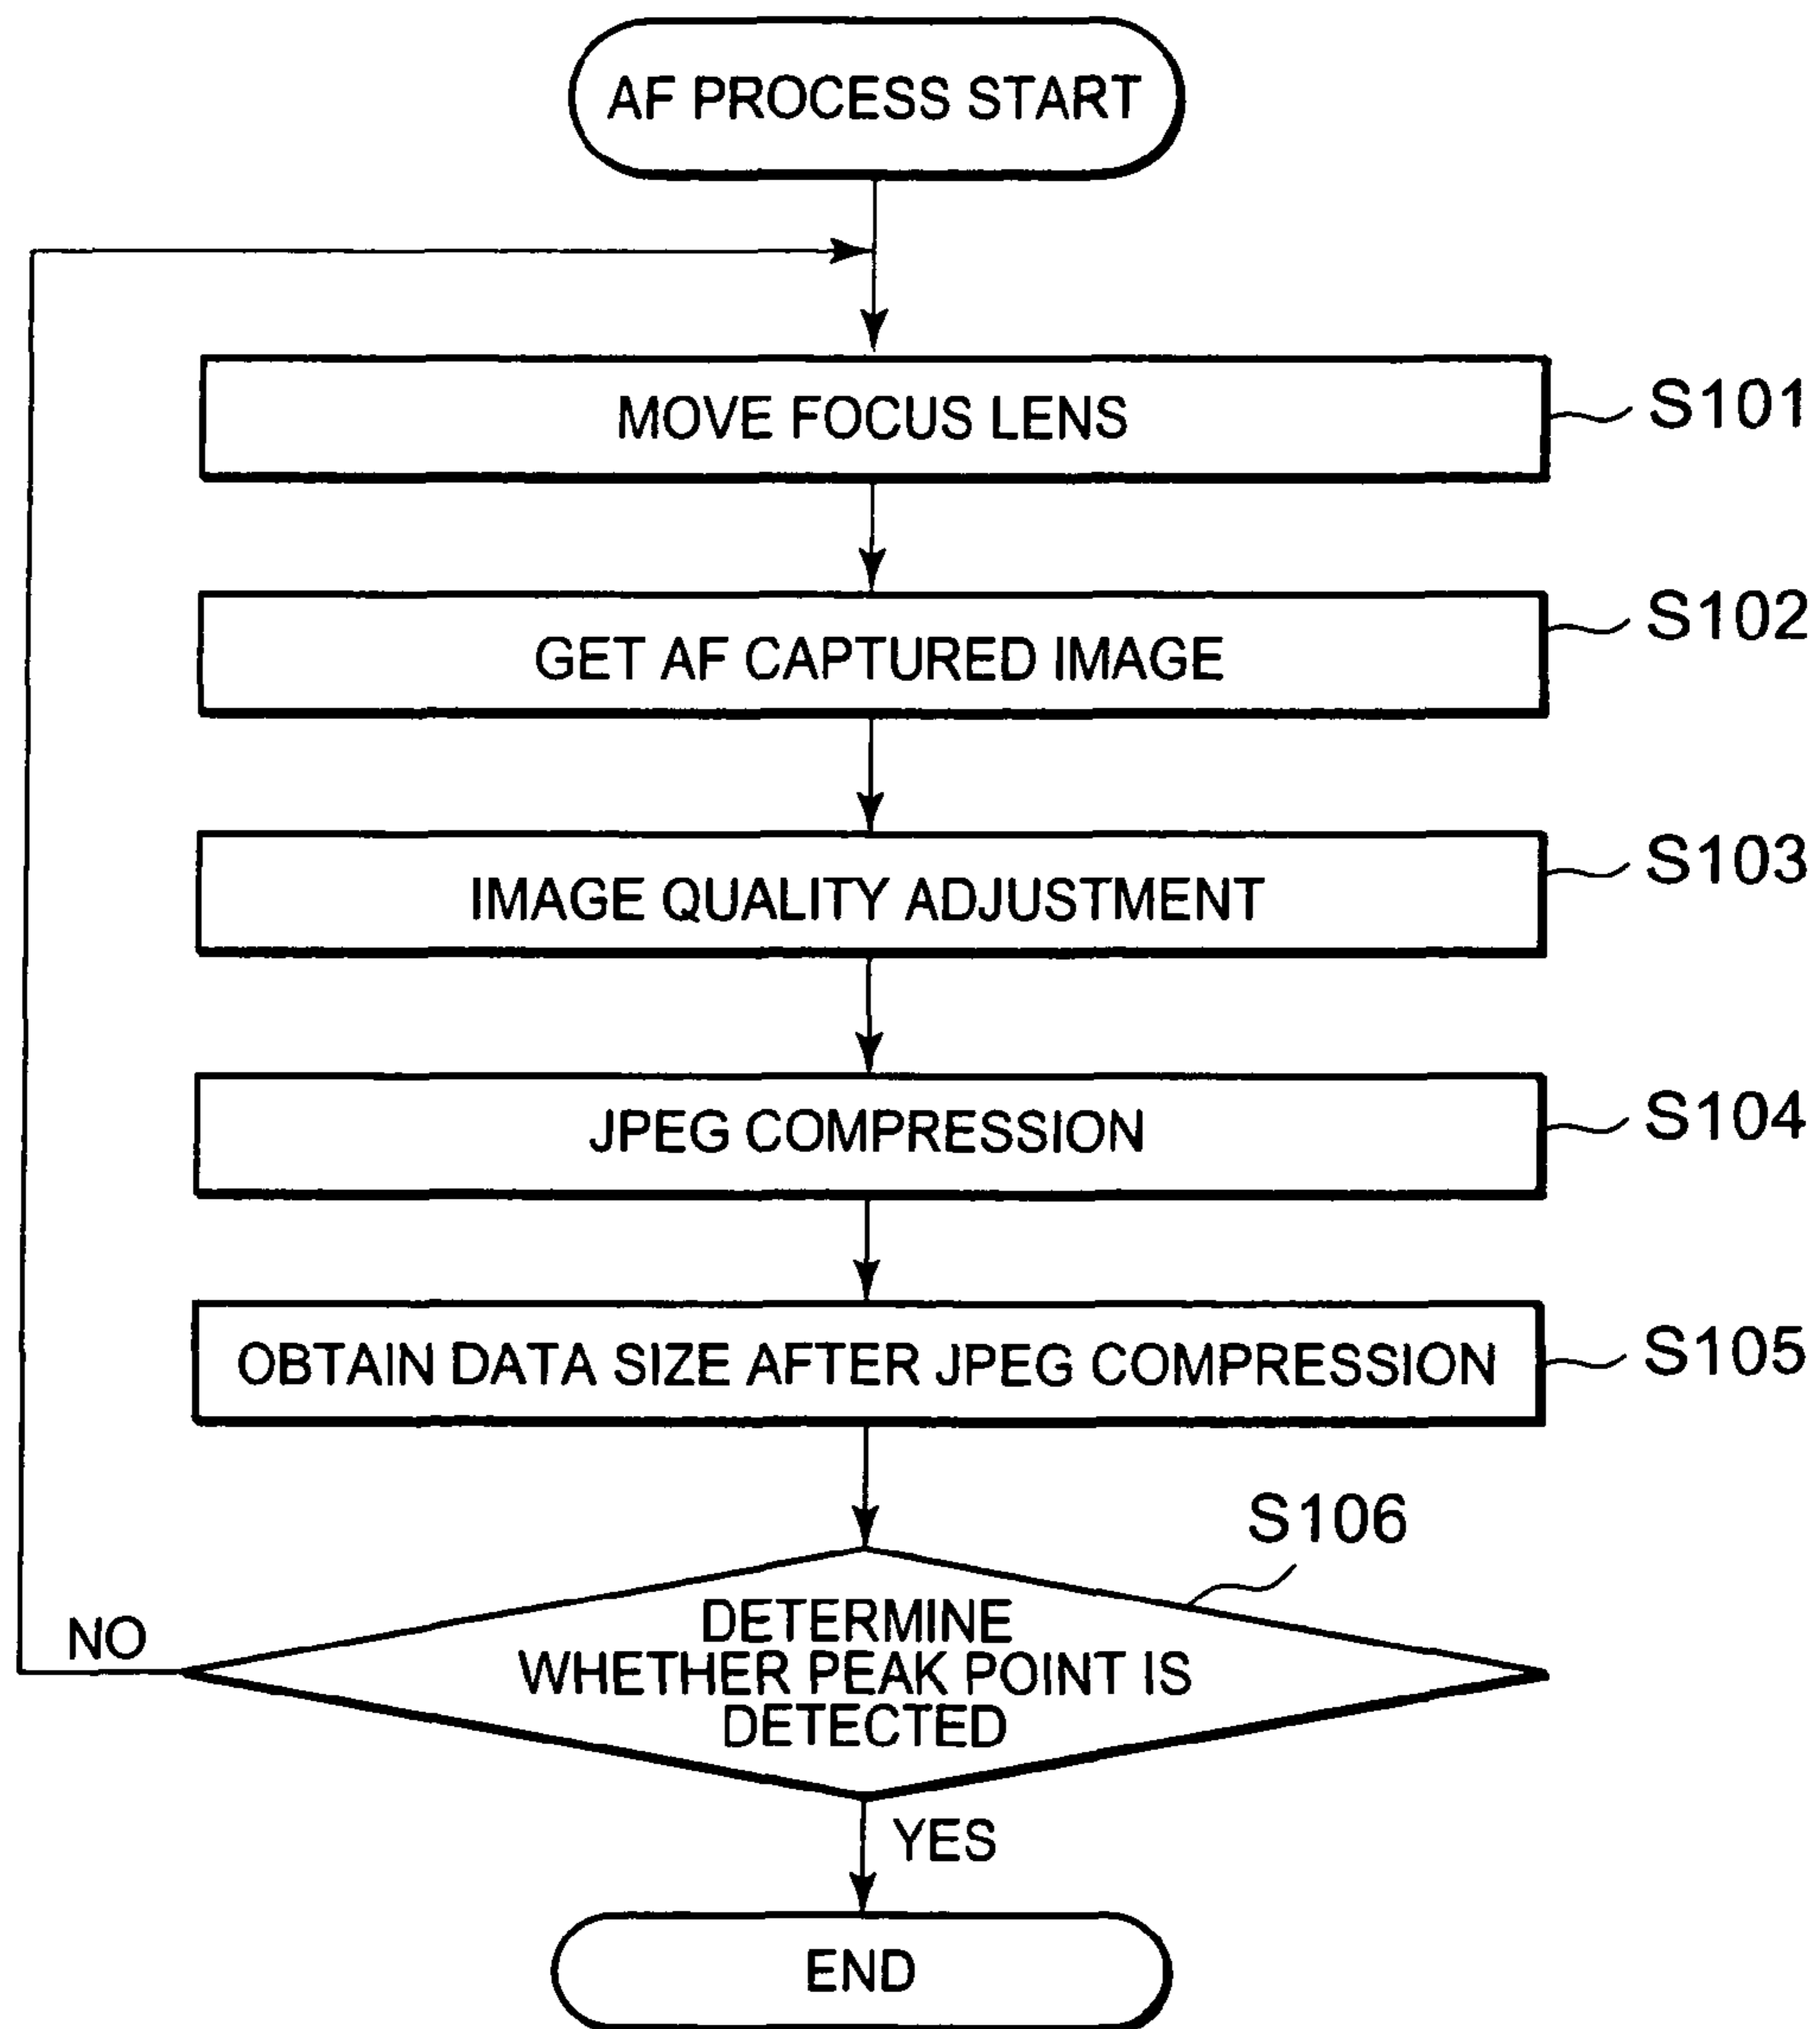 AF PROCESS START
MOVE FOCUS LENS
S101
GET AF CAPTURED IMAGE
S102
IMAGE QUALITY ADJUSTMENT
S103
JPEG COMPRESSION
S104
OBTAIN DATA SIZE AFTER JPEG COMPRESSION
S105
S106
DETERMINE
WHETHER PEAK POINT IS
DETECTED
NO
YES
END